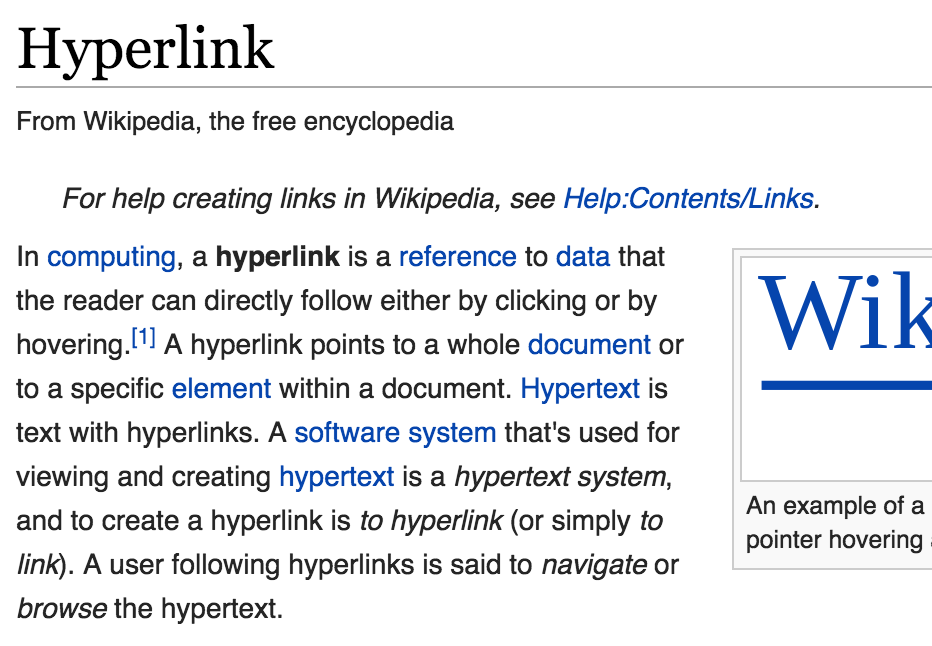 Hyperlink
From Wikipedia, the free encyclopedia
For help creating links in Wikipedia, see Help:Contents/Links.
In computing, a hyperlink is a reference to data that
the reader can directly follow either by clicking or by
hovering.[1] A hyperlink points to a whole document or
to a specific element within a document. Hypertext is
text with hyperlinks. A software system that's used for
viewing and creating hypertext is a hypertext system,
and to create a hyperlink is to hyperlink (or simply to
link). A user following hyperlinks is said to navigate or
browse the hypertext.
Wik
An example of a
pointer hovering